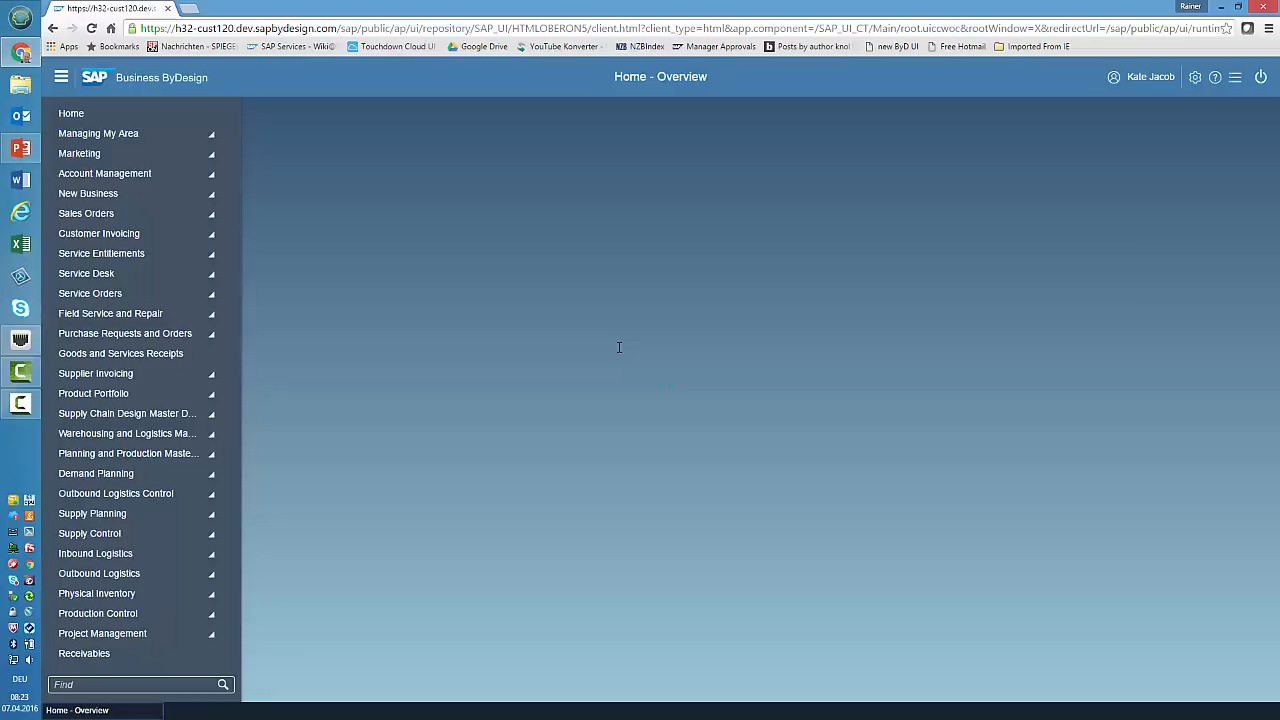 https://h32-cust120.dev.
Rainer
https://h32-cust120.dev.sapbydesign.com/sap/public/ap/ui/repository/SAP_UI/HTMLOBERON5/client.html?client_type=html&app.component=/SAP_UI_CT/Main/root.uiccwoc&rootWindow=X&redirectUrl=/sap/public/ap/ui/runtin
Apps
Bookmarks
Nachrichten - SPIEGE
SAP Services - Wiki@
Touchdown Cloud UI
Google Drive
YouTube Converter -
NZBIndex
Posts by author knol
new ByD UI
Free Hotmail
Imported From IE
SAP Business ByDesign
Home - Overview
Kate Jacob
Home
Managing My Area
Marketing
Account Management
New Business
Sales Orders
Customer Invoicing
Service Entitlements
Service Desk
Service Orders
Field Service and Repair
Purchase Requests and Orders
Goods and Services Receipts
Supplier Invoicing
Product Portfolio
Supply Chain Design Master D...
Warehousing and Logistics Ma...
Planning and Production Maste...
Demand Planning
Outbound Logistics Control
Supply Planning
Supply Control
Inbound Logistics
Outbound Logistics
Physical Inventory
Production Control
Project Management
Receivables
Find
Home - Overview
DEU
08:23
07.04.2016